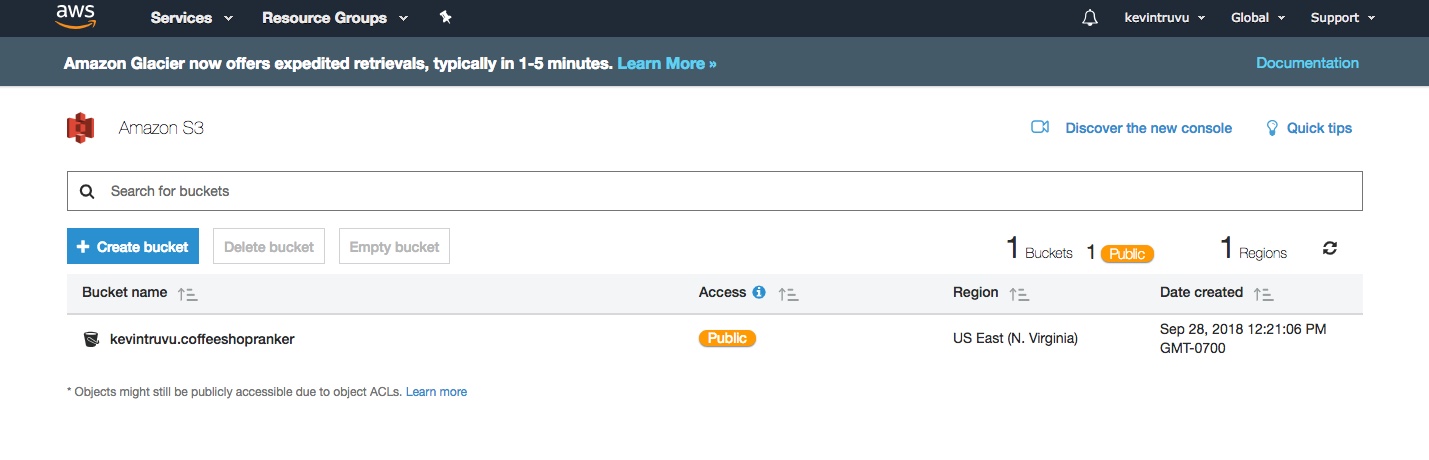 aws Services Resource Groups kevintruvu Global Support
Amazon Glacier now offers expedited retrievals, typically in 1-5 minutes. Learn More » Documentation
Amazon S3 Discover the new console Quick tips
Search for buckets
+ Create bucket Delete bucket Empty bucket 1 Buckets 1 Public 1 Regions
Bucket name Access Region Date created
kevintruvu.coffeeshopranker Public US East (N. Virginia) Sep 28, 2018 12:21:06 PM
GMT-0700
* Objects might still be publicly accessible due to object ACLs. Learn more